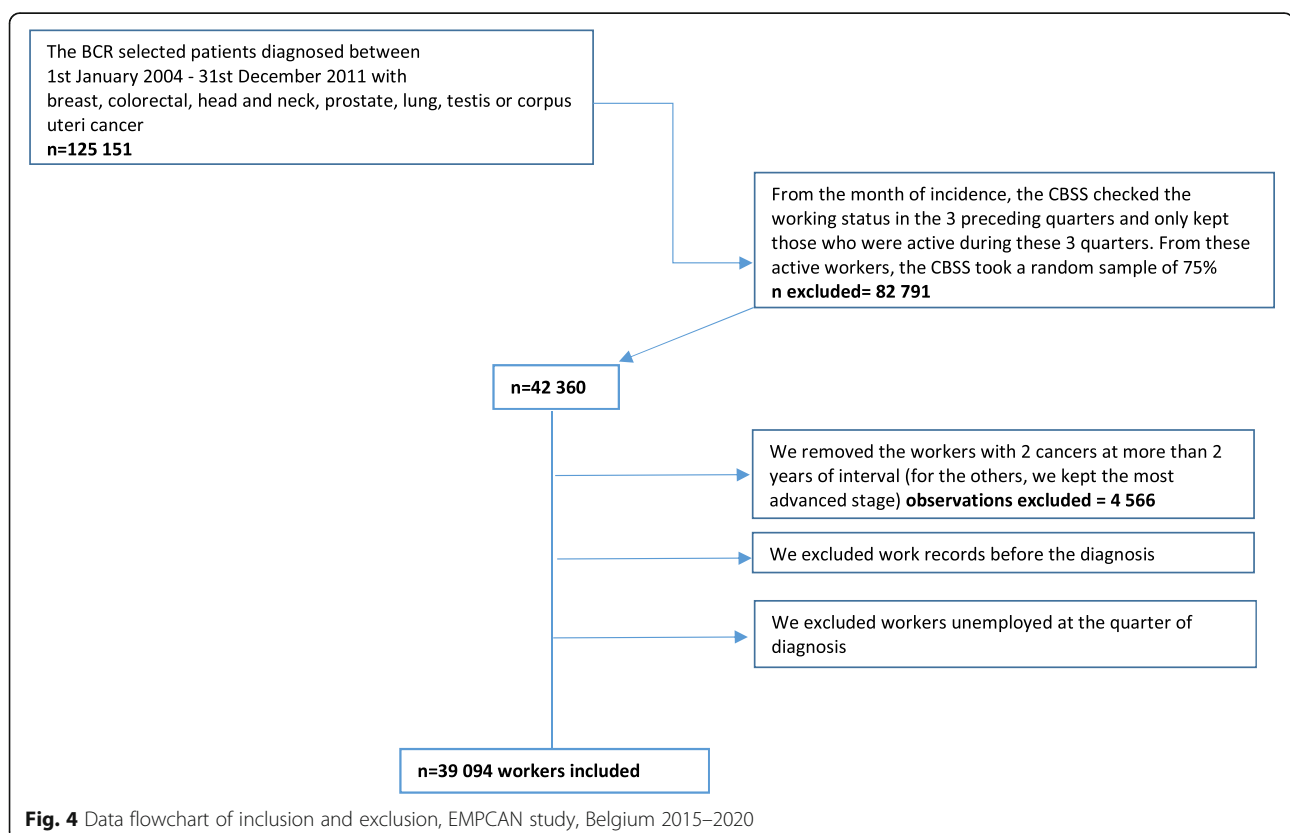 The BCR selected patients diagnosed between
1st January 2004 - 31st December 2011 with
breast, colorectal, head and neck, prostate, lung, testis or corpus
uteri cancer
n=125 151
From the month of incidence, the CBSS checked the
working status in the 3 preceding quarters and only kept
those who were active during these 3 quarters. From these
active workers, the CBSS took a random sample of 75%
n excluded= 82 791
n=42 360
We removed the workers with 2 cancers at more than 2
years of interval (for the others, we kept the most
advanced stage) observations excluded = 4 566
We excluded work records before the diagnosis
We excluded workers unemployed at the quarter of
diagnosis
n=39 094 workers included
Fig. 4 Data flowchart of inclusion and exclusion, EMPCAN study, Belgium 2015–2020